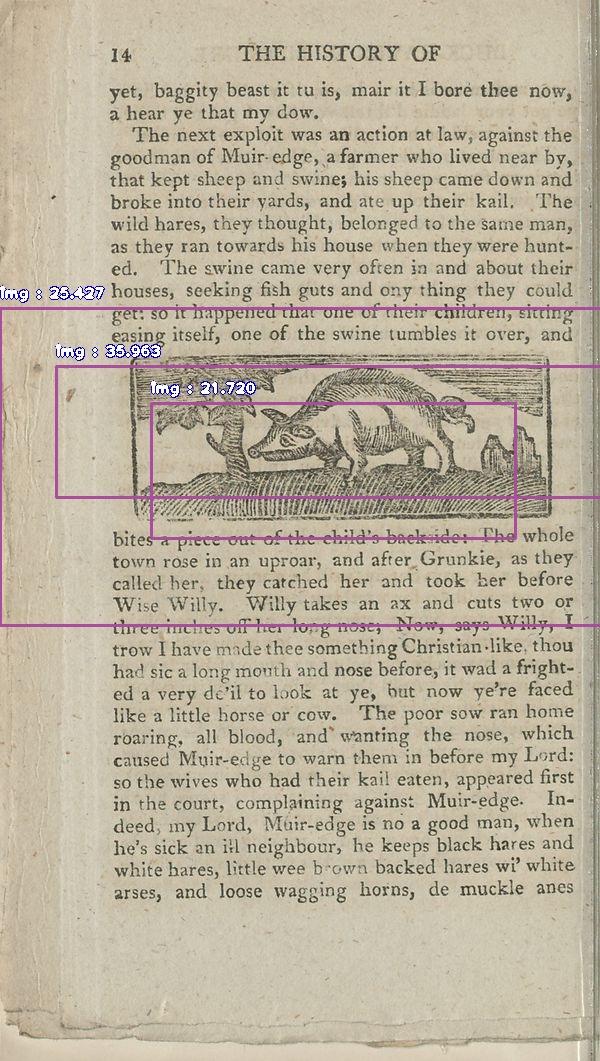 14 THE HISTORY OF
yet, baggity beast it tu is, mair it I bore thee now,
a hear ye that my dow.
The next exploit was an action at law, against the
goodman of Muir-edge, a farmer who lived near by,
that kept sheep and swine; his sheep came down and
broke into their yards, and ate up their kail. The
wild hares, they thought, belonged to the same man,
as they ran towards his house when they were hunt-
ed. The swine came very often in and about their
img : 25.427
houses, seeking fish guts and ony thing they could
get: so it happened that one of their children, sitting
easing itself, one of the swine tumbles it over, and
img : 35.963
img : 21.720
bites a piece out of the child's backside: The whole
town rose in an uproar, and after Grunkie, as they
called her, they catched her and took her before
Wise Willy. Willy takes an ax and cuts two or
three inches off her long nose; Now, says Willy, I
trow I have made thee something Christian-like, thou
had sic a long mouth and nose before, it wad a fright-
ed a very de'il to look at ye, but now ye're faced
like a little horse or cow. The poor sow ran home
roaring, all blood, and wanting the nose, which
caused Muir-edge to warn them in before my Lord:
so the wives who had their kail eaten, appeared first
in the court, complaining against Muir-edge. In-
deed, my Lord, Muir-edge is no a good man, when
he's sick an ill neighbour, he keeps black hares and
white hares, little wee brown backed hares wi' white
arses, and loose wagging horns, de muckle anes